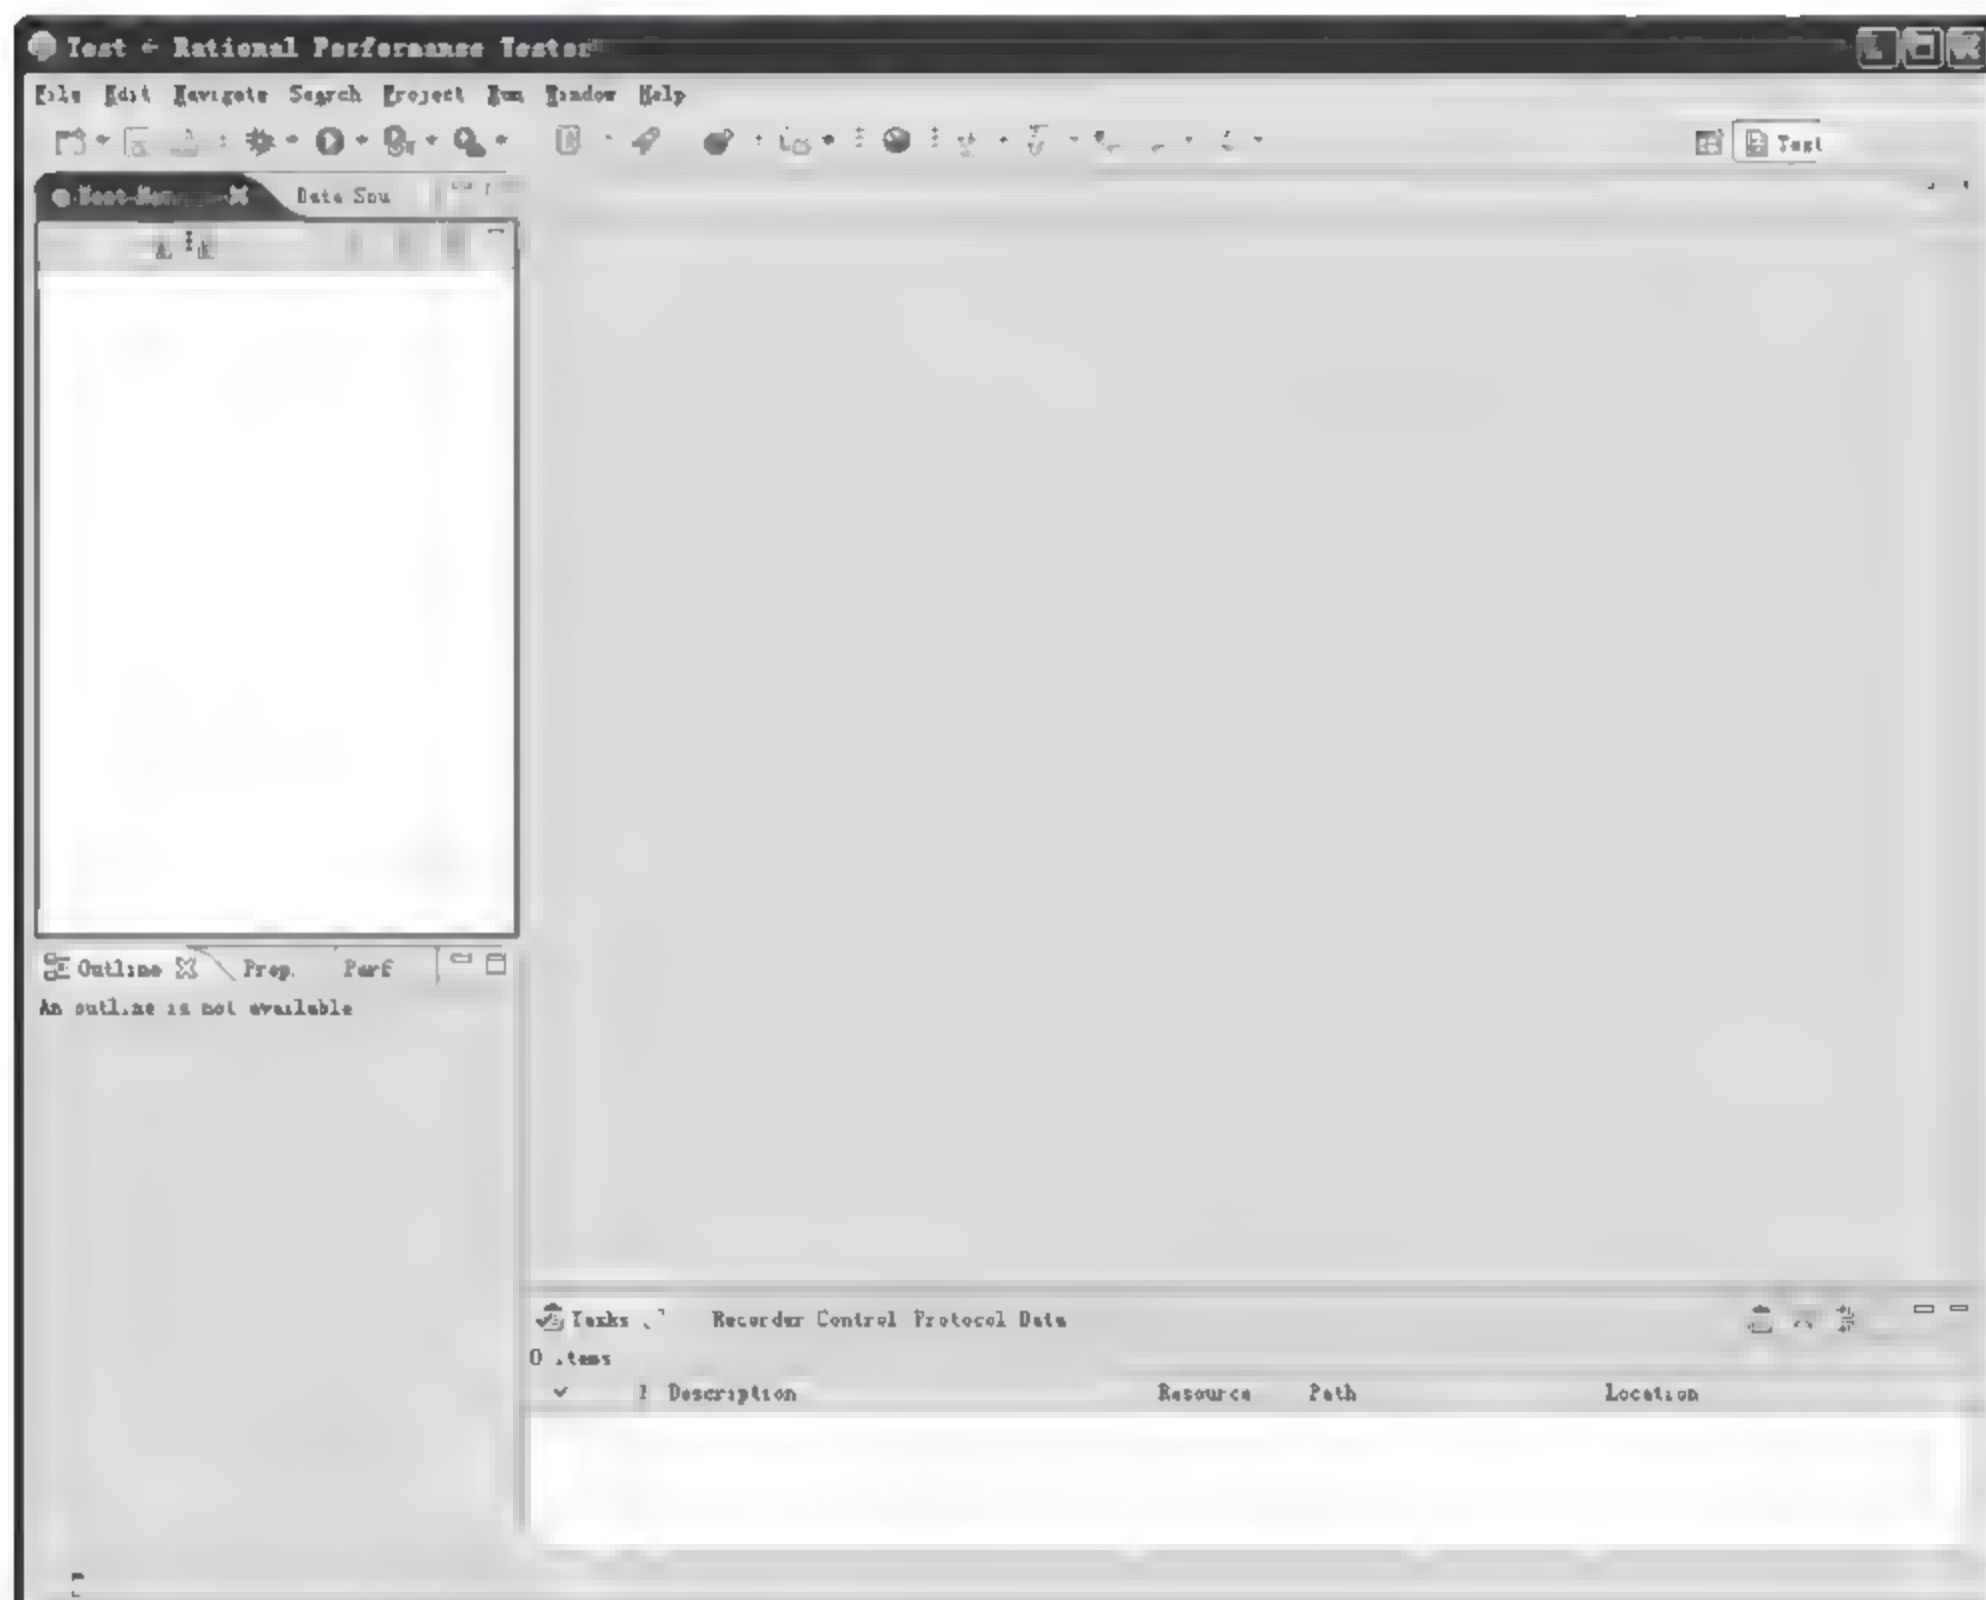 Test - Rational Performance Tester
File Edit Navigate Search Project Run Window Help
Test
Data Sou
Outline Prop. Perf
An outline is not available
Tasks Recorder Control Protocol Data
0 items
! Description Resource Path Location